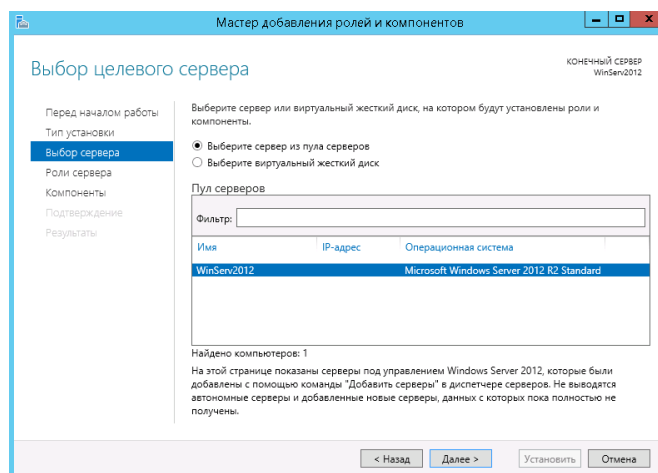 Мастер добавления ролей и компонентов
Выбор целевого сервера
КОНЕЧНЫЙ СЕРВЕР
WinServ2012
Перед началом работы
Тип установки
Выбор сервера
Роли сервера
Компоненты
Подтверждение
Результаты
Выберите сервер или виртуальный жесткий диск, на котором будут установлены роли и
компоненты.
Выберите сервер из пула серверов
Выберите виртуальный жесткий диск
Пул серверов
Фильтр:
Имя IP-адрес Операционная система
WinServ2012 Microsoft Windows Server 2012 R2 Standard
Найдено компьютеров: 1
На этой странице показаны серверы под управлением Windows Server 2012, которые были
добавлены с помощью команды "Добавить серверы" в диспетчере серверов. Не выводятся
автономные серверы и добавленные новые серверы, данных с которых пока полностью не
получены.
< Назад Далее > Установить Отмена